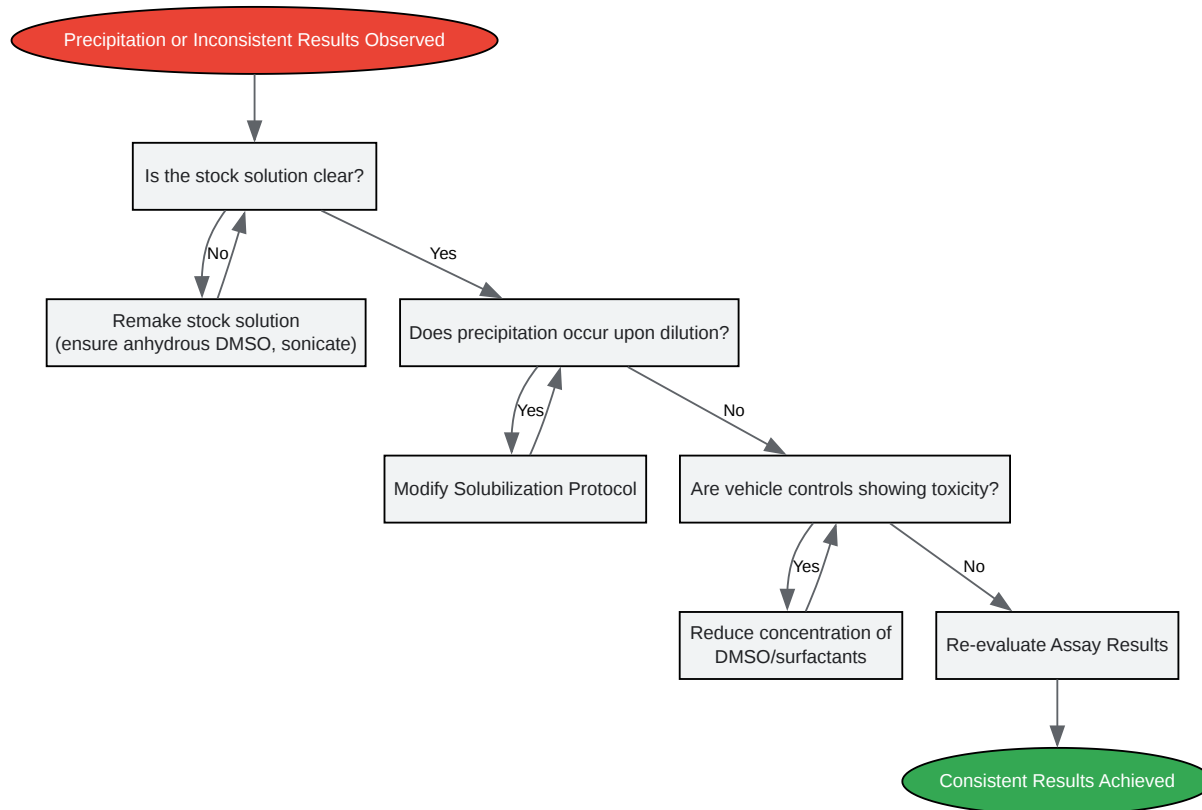 Precipitation or Inconsistent Results Observed
Is the stock solution clear?
No
Yes
Remake stock solution
(ensure anhydrous DMSO, sonicate)
Does precipitation occur upon dilution?
Yes
No
Modify Solubilization Protocol
Are vehicle controls showing toxicity?
Yes
No
Reduce concentration of
DMSO/surfactants
Re-evaluate Assay Results
Consistent Results Achieved